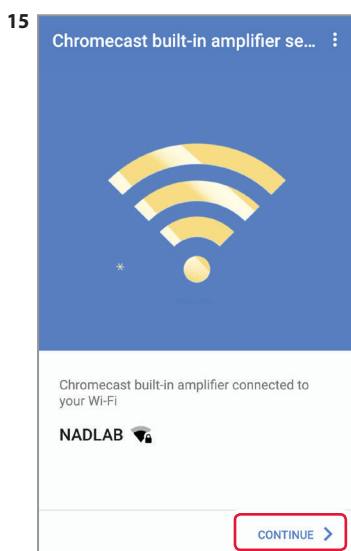 15
Chromecast built-in amplifier se...
Chromecast built-in amplifier connected to
your Wi-Fi
NADLAB
CONTINUE